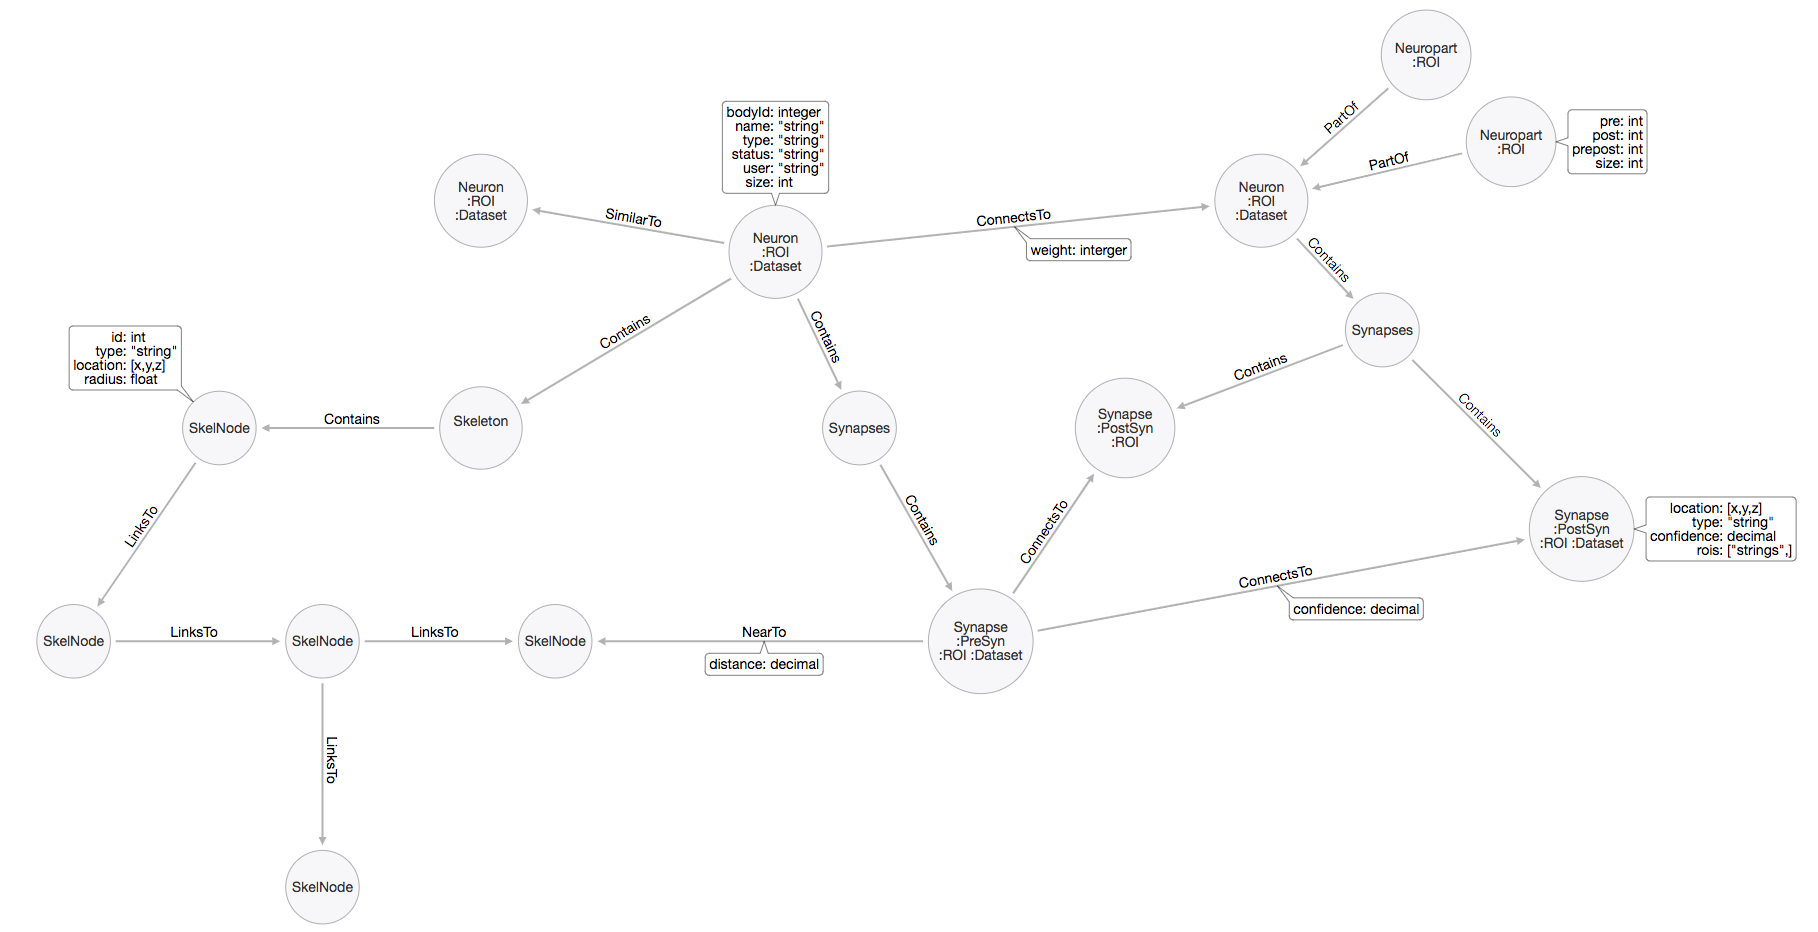 Neuropart
:ROI
PartOf
Neuropart
:ROI
pre: int
post: int
prepost: int
size: int
PartOf
bodyId: integer
name: "string"
type: "string"
status: "string"
user: "string"
size: int
Neuron
:ROI
:Dataset
SimilarTo
Neuron
:ROI
:Dataset
ConnectsTo
weight: interger
Neuron
:ROI
:Dataset
Contains
Synapses
Contains
Contains
Contains
Contains
id: int
type: "string"
location: [x,y,z]
radius: float
SkelNode
Contains
Skeleton
Synapses
Synapse
:PostSyn
:ROI
LinksTo
Contains
ConnectsTo
Synapse
:PostSyn
:ROI :Dataset
location: [x,y,z]
type: "string"
confidence: decimal
rois: ["strings",]
ConnectsTo
confidence: decimal
SkelNode
LinksTo
SkelNode
LinksTo
SkelNode
NearTo
distance: decimal
Synapse
:PreSyn
:ROI :Dataset
LinksTo
SkelNode